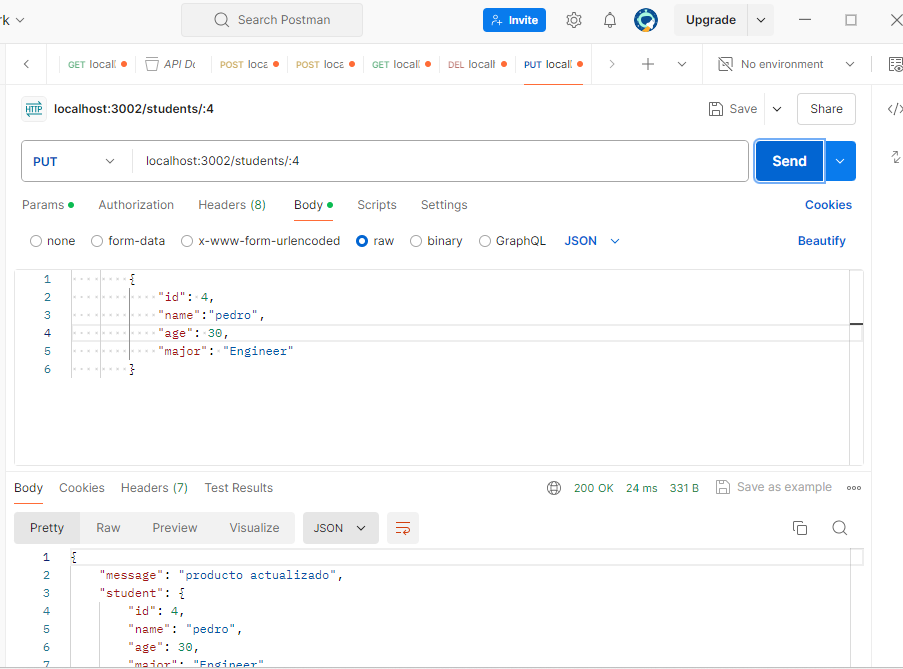 rk
Search Postman
Invite
Upgrade
GET local
API Do
POST loca
POST loca
GET local
DEL locall
PUT local
No environment
HTTP
localhost:3002/students/:4
Save
Share
PUT
localhost:3002/students/:4
Send
Params
Authorization
Headers (8)
Body
Scripts
Settings
Cookies
none
form-data
x-www-form-urlencoded
raw
binary
GraphQL
JSON
Beautify
1 {
2 "id": 4,
3 "name":"pedro",
4 "age": 30,
5 "major": "Engineer"
6 }
Body
Cookies
Headers (7)
Test Results
200 OK
24 ms
331 B
Save as example
Pretty
Raw
Preview
Visualize
JSON
1 {
2 "message": "producto actualizado",
3 "student": {
4 "id": 4,
5 "name": "pedro",
6 "age": 30,
7 "major": "Engineer"